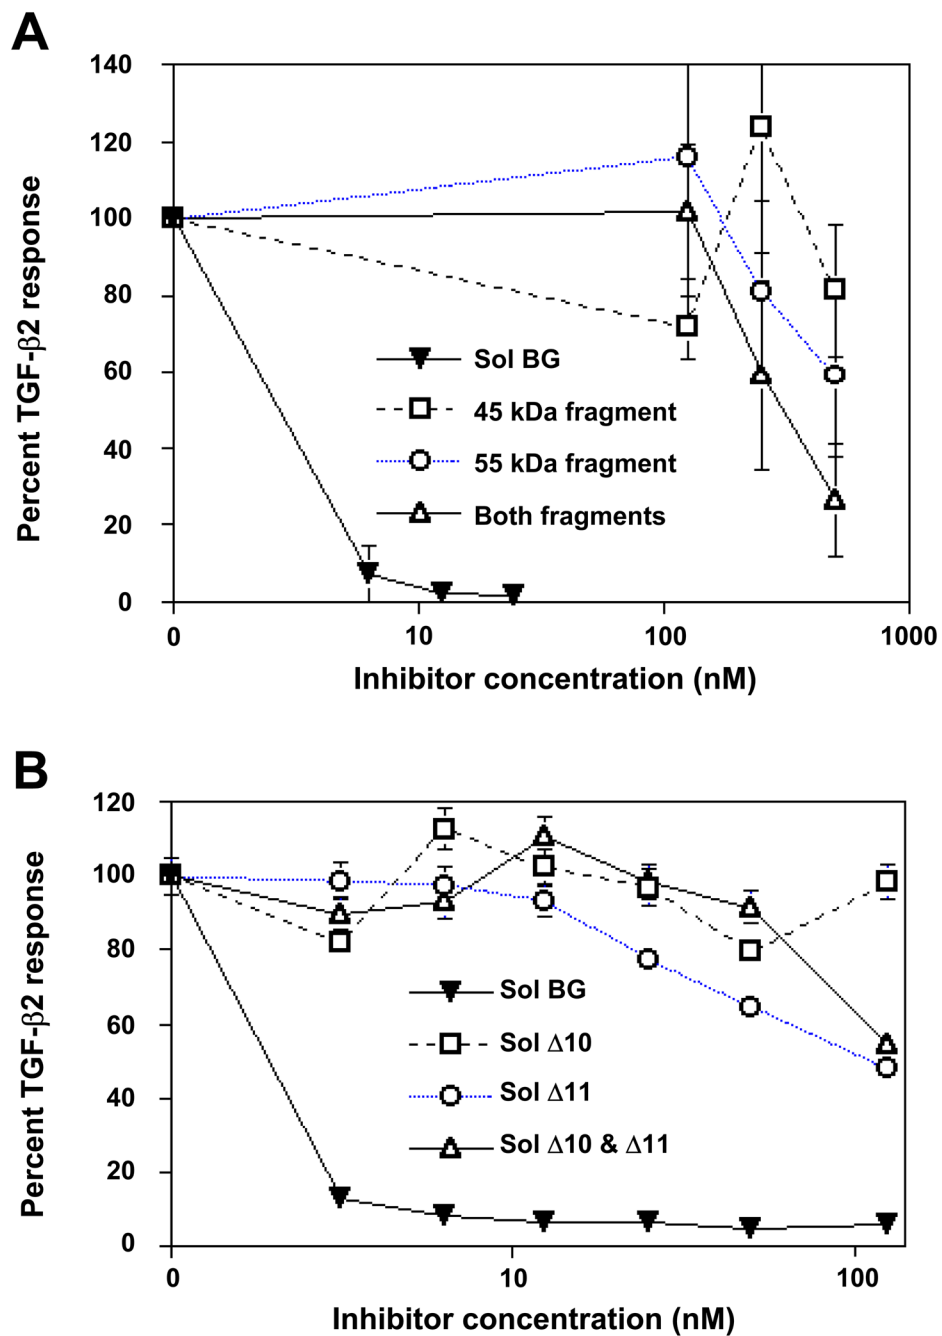 A
140
120
100
80
60
40
20
0
Percent TGF-β2 response
Sol BG
45 kDa fragment
55 kDa fragment
Both fragments
0 10 100 1000
Inhibitor concentration (nM)
B
120
100
80
60
40
20
0
Percent TGF-β2 response
Sol BG
Sol Δ10
Sol Δ11
Sol Δ10 & Δ11
0 10 100
Inhibitor concentration (nM)